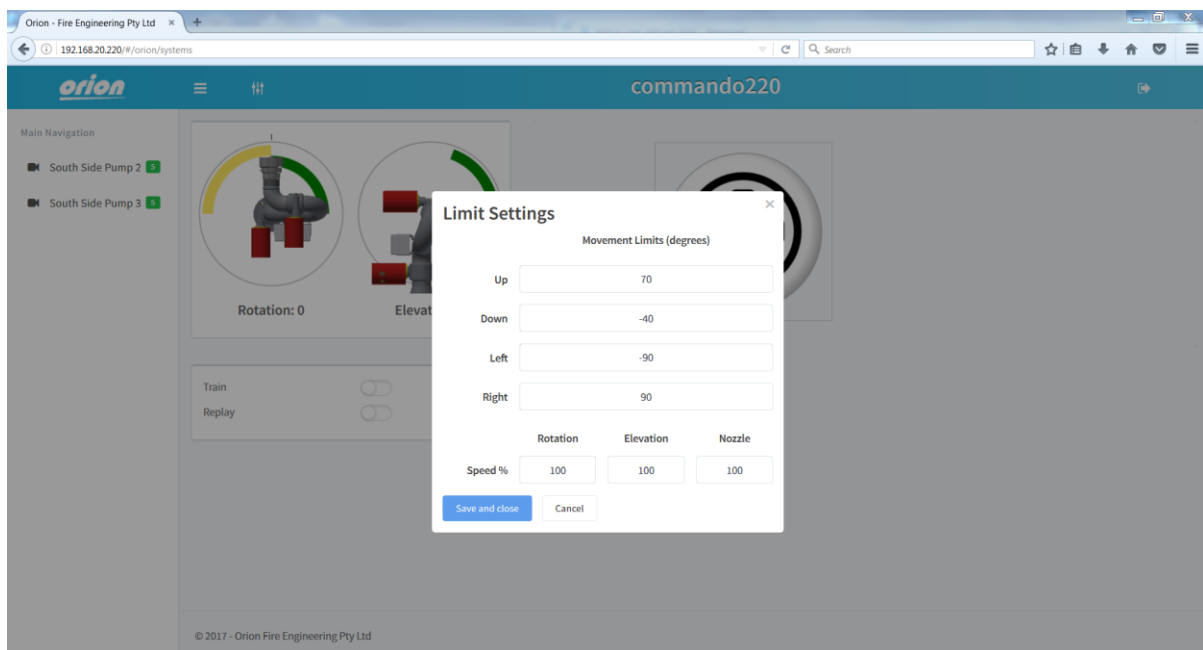 Orion - Fire Engineering Pty Ltd
192.168.20.220/#/orion/systems
Search
orion
commando220
Main Navigation
South Side Pump 2 5
South Side Pump 3 5
Rotation: 0
Elevat
Train
Replay
Limit Settings
Movement Limits (degrees)
Up 70
Down -40
Left -90
Right 90
Rotation Elevation Nozzle
Speed % 100 100 100
Save and close Cancel
© 2017 - Orion Fire Engineering Pty Ltd